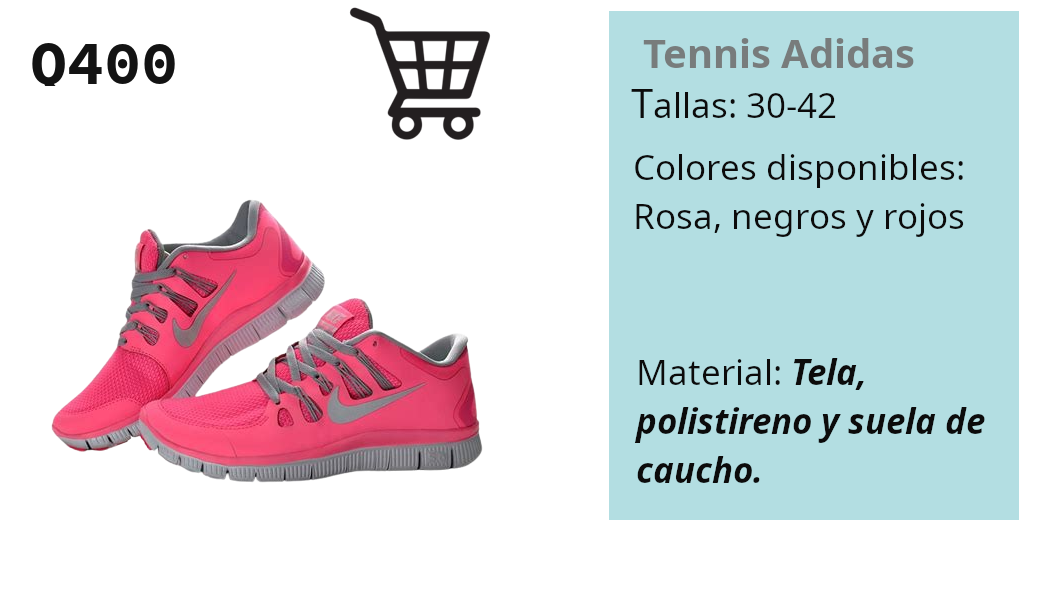 Q400
Tennis Adidas
Tallas: 30-42
Colores disponibles:
Rosa, negros y rojos
Material: Tela,
polistireno y suela de
caucho.